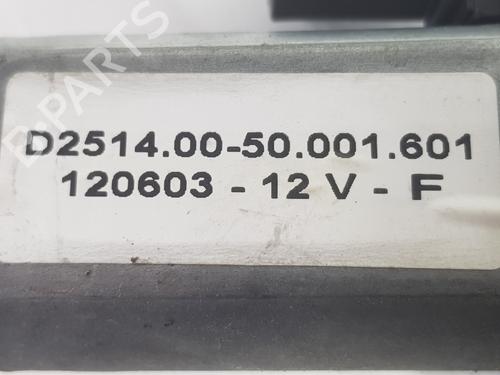 D2514.00-50.001.601
120603 - 12 V - F
B-PARTS